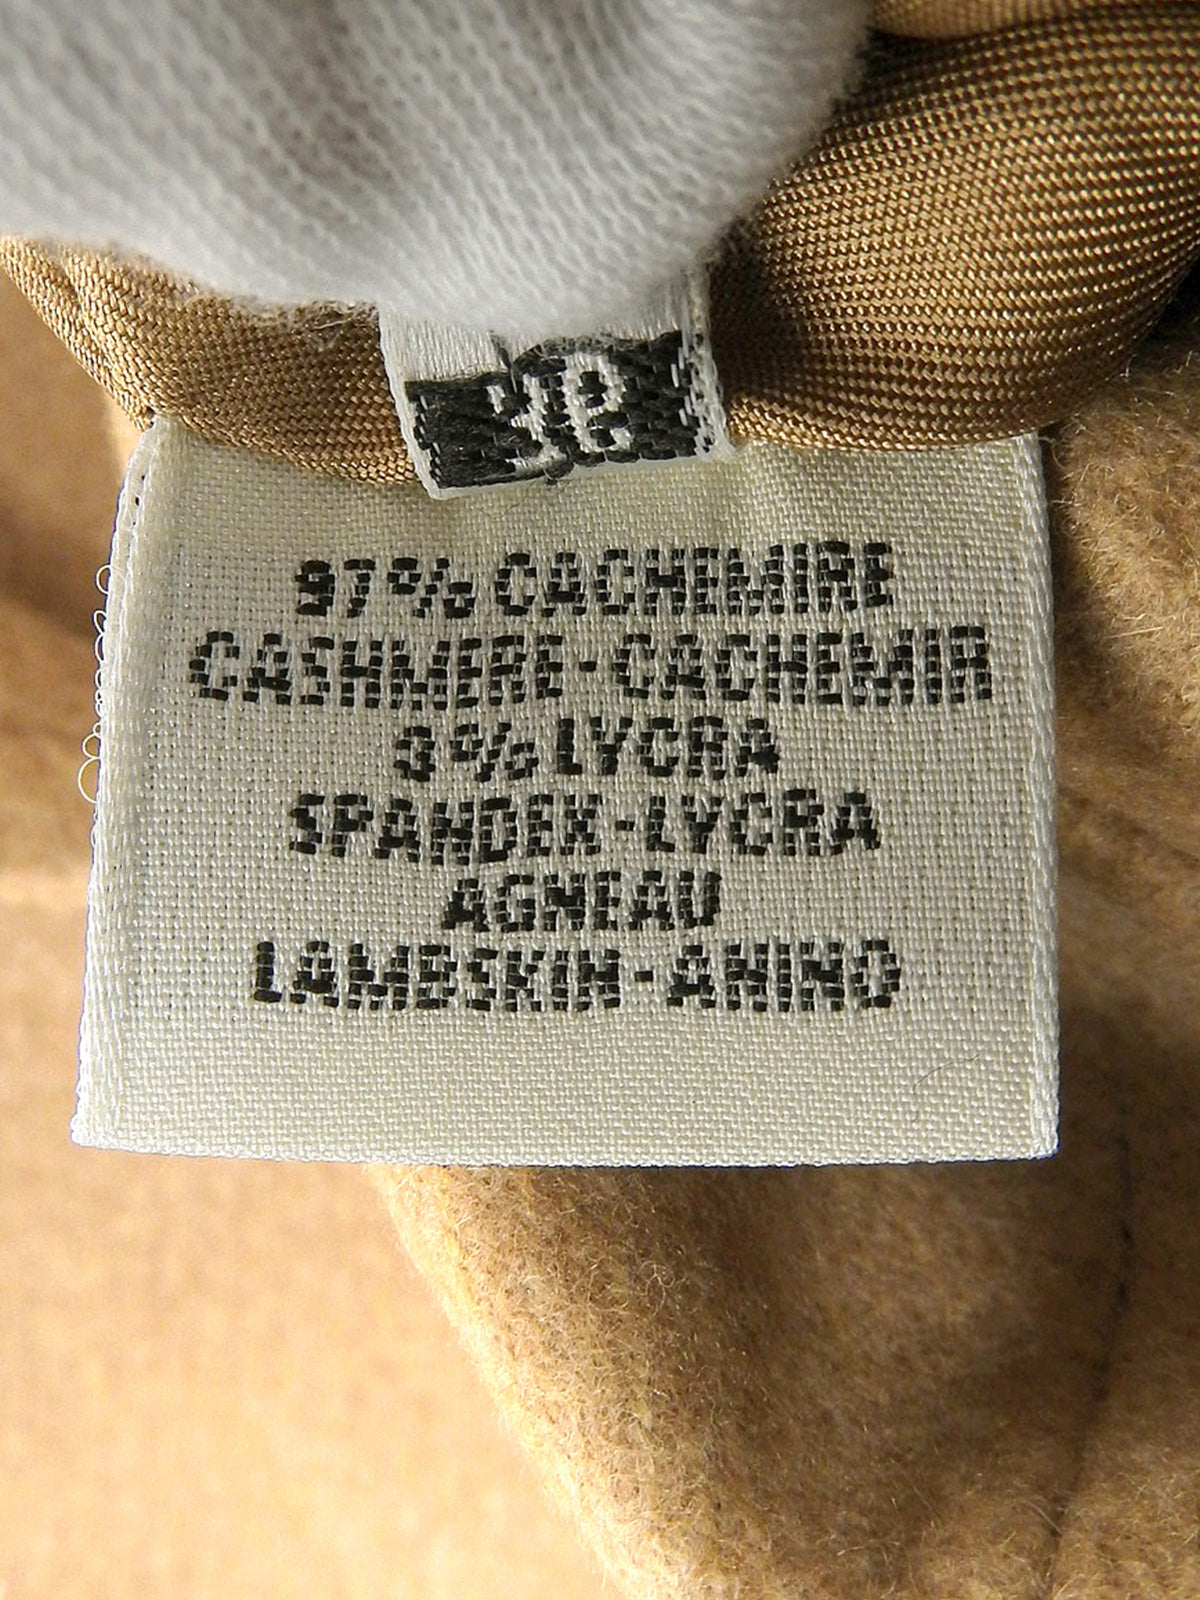 38
97% CACHEMIRE
CASHMERE-CACHEMIR
3% LYCRA
SPANDEX-LYCRA
AGNEAU
LAMBSKIN-ANINO